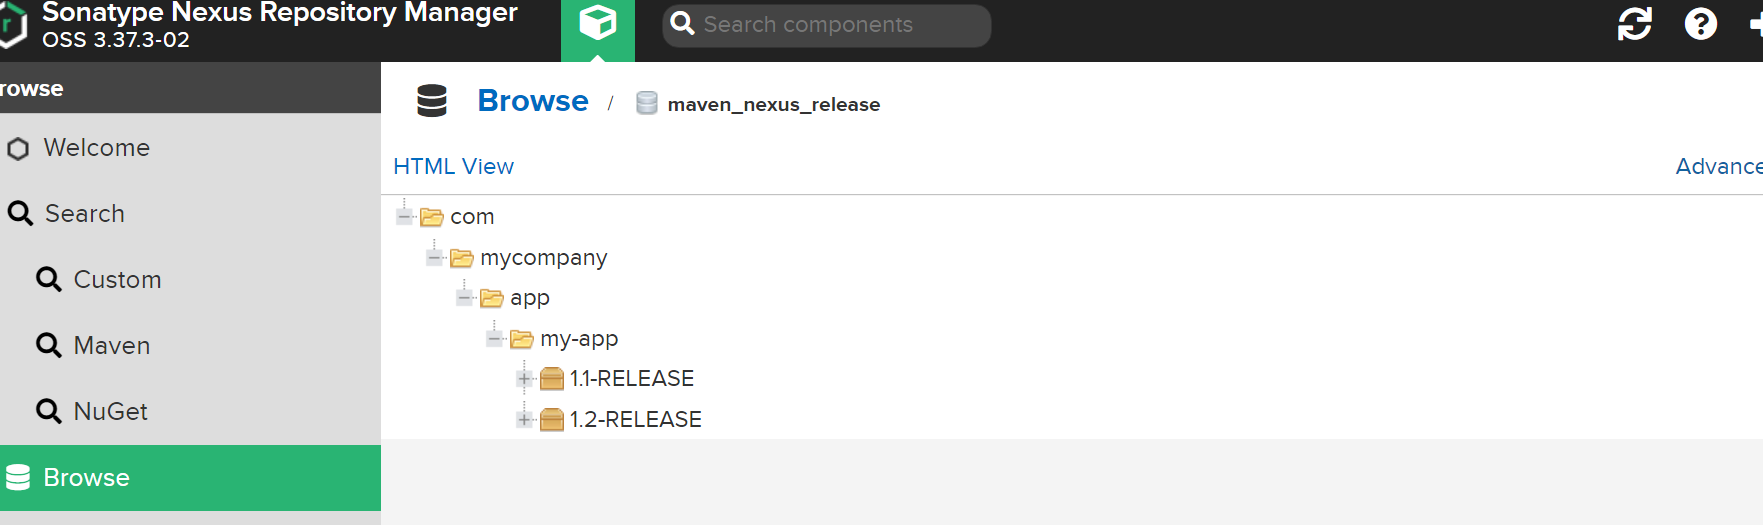 Sonatype Nexus Repository Manager
OSS 3.37.3-02
Search components
rowse
Browse / maven_nexus_release
Welcome
HTML View
Advance
Search
com
mycompany
Custom
app
Maven
my-app
1.1-RELEASE
NuGet
1.2-RELEASE
Browse